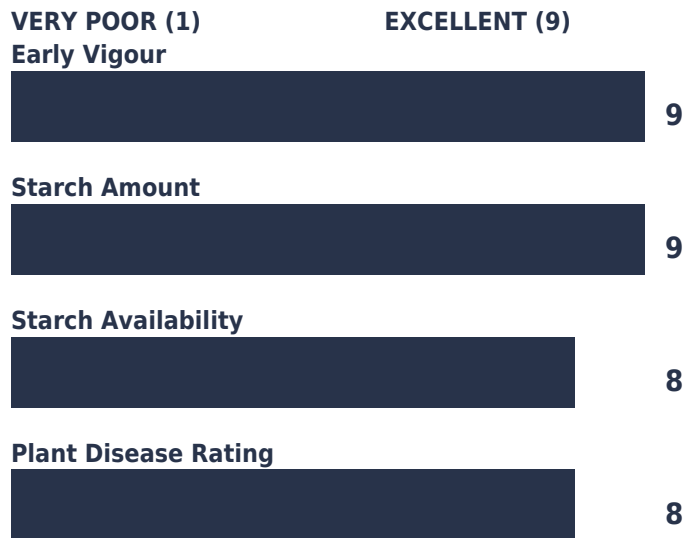 VERY POOR (1) EXCELLENT (9)
Early Vigour
9
Starch Amount
9
Starch Availability
8
Plant Disease Rating
8